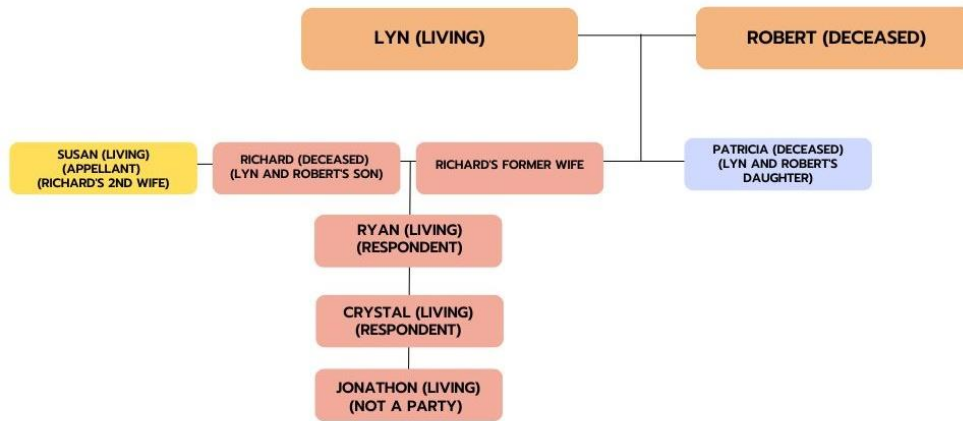 LYN (LIVING)
ROBERT (DECEASED)
SUSAN (LIVING)
(APPELLANT)
(RICHARD'S 2ND WIFE)
RICHARD (DECEASED)
(LYN AND ROBERT'S SON)
RICHARD'S FORMER WIFE
PATRICIA (DECEASED)
(LYN AND ROBERT'S
DAUGHTER)
RYAN (LIVING)
(RESPONDENT)
CRYSTAL (LIVING)
(RESPONDENT)
JONATHON (LIVING)
(NOT A PARTY)